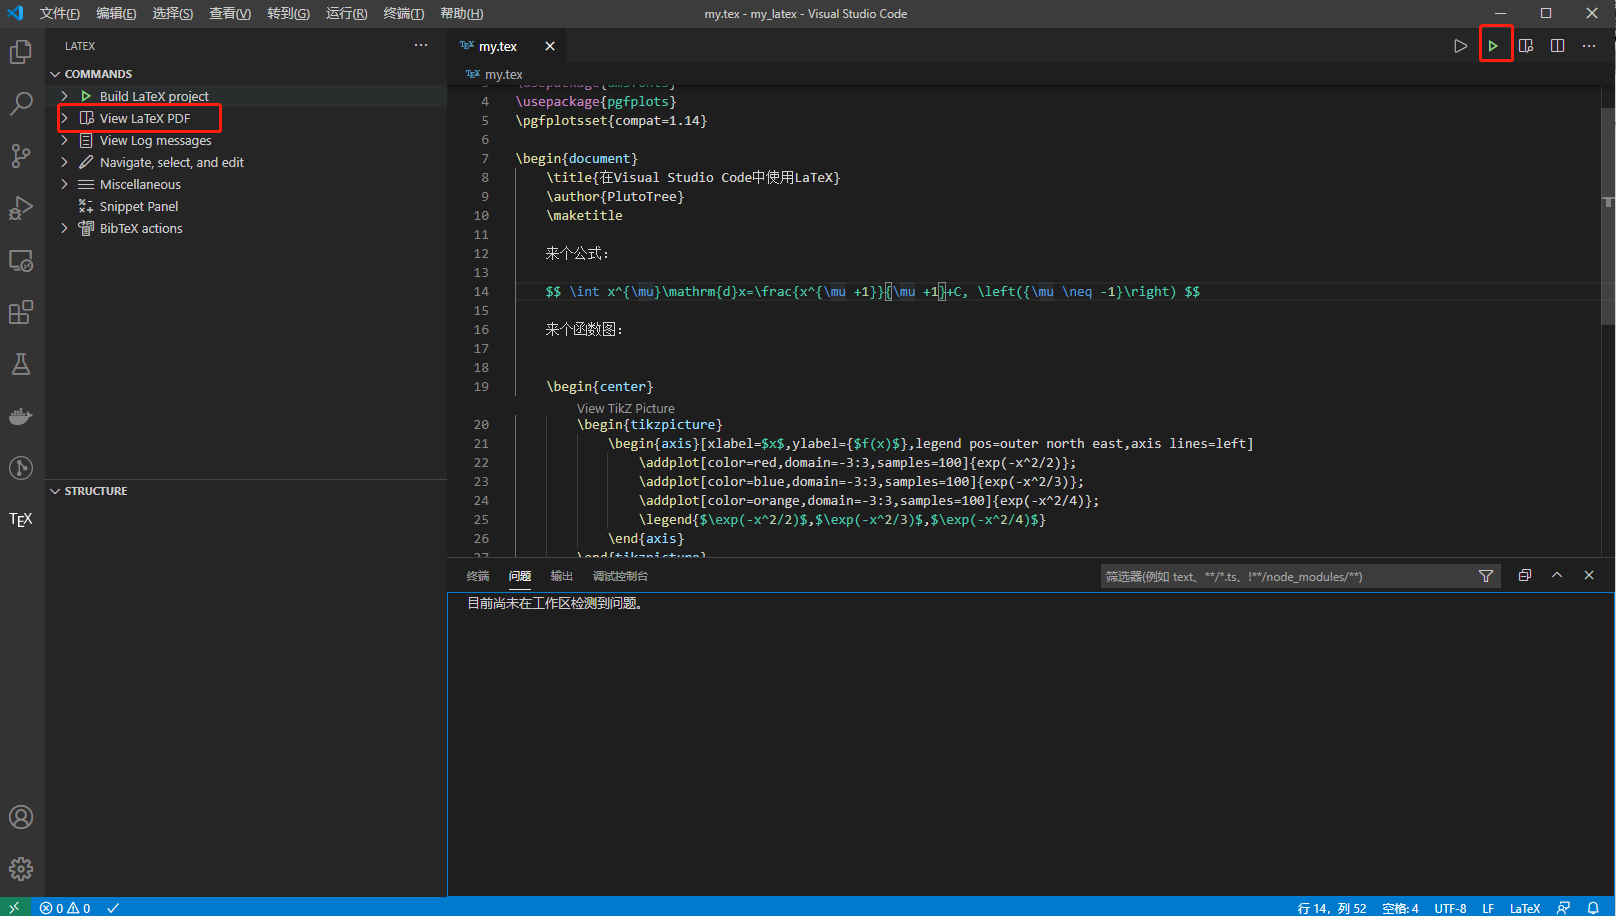 文件(F) 编辑(E) 选择(S) 查看(V) 转到(G) 运行(R) 终端(T) 帮助(H) my.tex - my_latex - Visual Studio Code
LATEX
COMMANDS
Build LaTeX project
View LaTeX PDF
View Log messages
Navigate, select, and edit
Miscellaneous
Snippet Panel
BibTeX actions
STRUCTURE
TEX
TEX my.tex
TEX my.tex
3 \usepackage{amsfonts}
4 \usepackage{pgfplots}
5 \pgfplotsset{compat=1.14}
6
7 \begin{document}
8 \title{在Visual Studio Code中使用LaTeX}
9 \author{PlutoTree}
10 \maketitle
11
12 来个公式：
13
14 $$ \int x^{\mu}\mathrm{d}x=\frac{x^{\mu +1}}{\mu +1}+C, \left({\mu \neq -1}\right) $$
15
16 来个函数图：
17
18
19 \begin{center}
View TikZ Picture
20 \begin{tikzpicture}
21 \begin{axis}[xlabel=$x$,ylabel={$f(x)$},legend pos=outer north east,axis lines=left]
22 \addplot[color=red,domain=-3:3,samples=100]{exp(-x^2/2)};
23 \addplot[color=blue,domain=-3:3,samples=100]{exp(-x^2/3)};
24 \addplot[color=orange,domain=-3:3,samples=100]{exp(-x^2/4)};
25 \legend{$\exp(-x^2/2)$,$\exp(-x^2/3)$,$\exp(-x^2/4)$}
26 \end{axis}
27 \end{tikzpicture}
终端 问题 输出 调试控制台 筛选器(例如 text、**/*.ts、!**/node_modules/**)
目前尚未在工作区检测到问题。
0 0 行 14，列 52 空格: 4 UTF-8 LF LaTeX